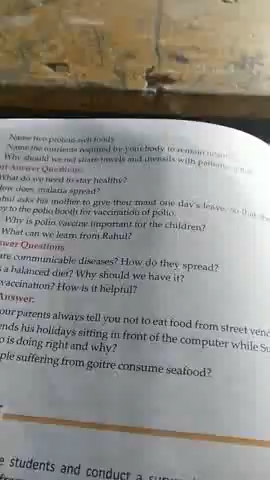 Name two protein rich foods
Name the nutrients required by your body to remain
Why should we not share towels and utensils with
Answer Questions:
What do we need to stay healthy?
How does malaria spread?
hul asks his mother to give their maid one day's leave, so that
to the polio booth for vaccination of polio.
Why is polio vaccine important for the children?
What can we learn from Rahul?
swer Questions
are communicable diseases? How do they spread?
s a balanced diet? Why should we have it?
vaccination? How is it helpful?
Answer:
our parents always tell you not to eat food from street
ends his holidays sitting in front of the computer while
o is doing right and why?
ple suffering from goitre consume seafood?
e students and conduct a